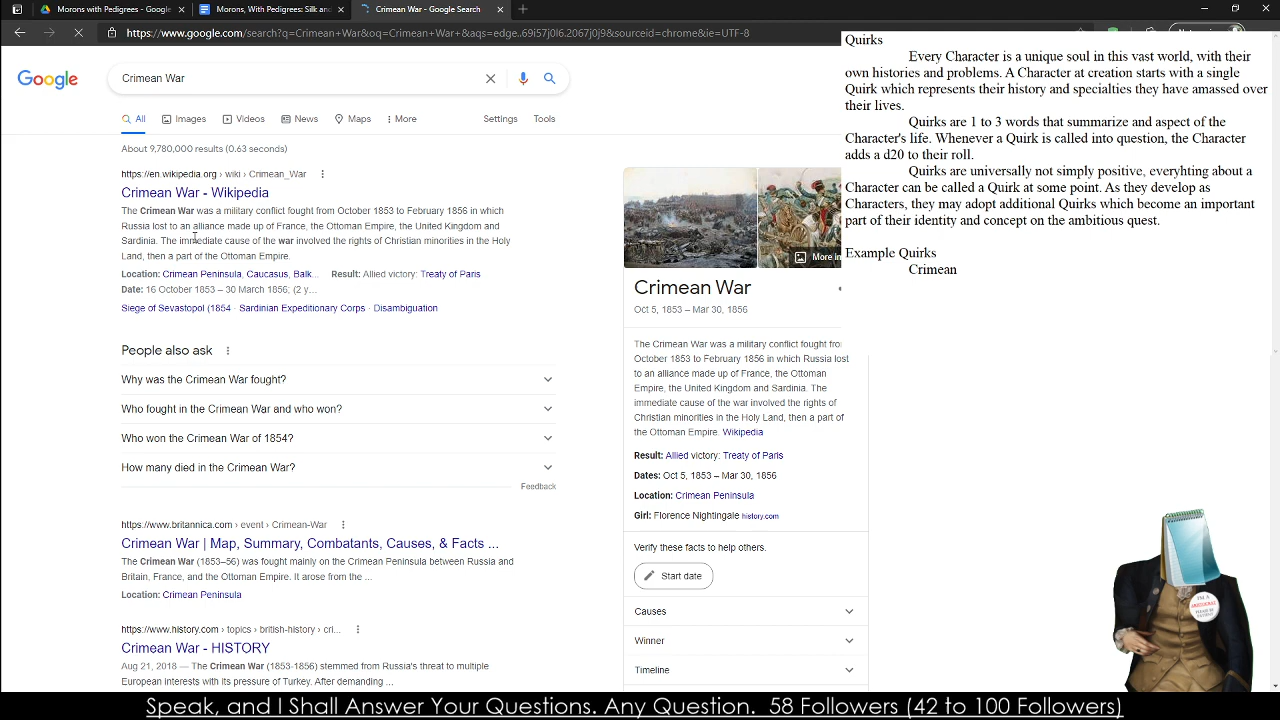 Morons with Pedigrees - Google
Morons, With Pedigrees: Silk and
Crimean War - Google Search
https://www.google.com/search?q=Crimean+War&oq=Crimean+War+&aqs=edge..69i57j0l6.2067j0j9&sourceid=chrome&ie=UTF-8
Google
Crimean War
All
Images
Videos
News
Maps
More
Settings
Tools
About 9,780,000 results (0.63 seconds)
https://en.wikipedia.org › wiki › Crimean_War
Crimean War - Wikipedia
The Crimean War was a military conflict fought from October 1853 to February 1856 in which
Russia lost to an alliance made up of France, the Ottoman Empire, the United Kingdom and
Sardinia. The immediate cause of the war involved the rights of Christian minorities in the Holy
Land, then a part of the Ottoman Empire.
Location: Crimean Peninsula, Caucasus, Balk... Result: Allied victory: Treaty of Paris
Date: 16 October 1853 – 30 March 1856; (2 y...
Siege of Sevastopol (1854 · Sardinian Expeditionary Corps · Disambiguation
People also ask
Why was the Crimean War fought?
Who fought in the Crimean War and who won?
Who won the Crimean War of 1854?
How many died in the Crimean War?
Feedback
https://www.britannica.com › event › Crimean-War
Crimean War | Map, Summary, Combatants, Causes, & Facts ...
The Crimean War (1853–56) was fought mainly on the Crimean Peninsula between Russia and
Britain, France, and the Ottoman Empire. It arose from the ...
Location: Crimean Peninsula
https://www.history.com › topics › british-history › cri...
Crimean War - HISTORY
Aug 21, 2018 — The Crimean War (1853-1856) stemmed from Russia's threat to multiple
European interests with its pressure of Turkey. After demanding ...
More im
Crimean War
Oct 5, 1853 – Mar 30, 1856
The Crimean War was a military conflict fought fro
October 1853 to February 1856 in which Russia lost
to an alliance made up of France, the Ottoman
Empire, the United Kingdom and Sardinia. The
immediate cause of the war involved the rights of
Christian minorities in the Holy Land, then a part of
the Ottoman Empire. Wikipedia
Result: Allied victory: Treaty of Paris
Dates: Oct 5, 1853 – Mar 30, 1856
Location: Crimean Peninsula
Girl: Florence Nightingale history.com
Verify these facts to help others.
Start date
Causes
Winner
Timeline
Quirks
Every Character is a unique soul in this vast world, with their
own histories and problems. A Character at creation starts with a single
Quirk which represents their history and specialties they have amassed over
their lives.
Quirks are 1 to 3 words that summarize and aspect of the
Character's life. Whenever a Quirk is called into question, the Character
adds a d20 to their roll.
Quirks are universally not simply positive, everyhting about a
Character can be called a Quirk at some point. As they develop as
Characters, they may adopt additional Quirks which become an important
part of their identity and concept on the ambitious quest.
Example Quirks
Crimean
I'M A
Speak, and I Shall Answer Your Questions. Any Question. 58 Followers (42 to 100 Followers)